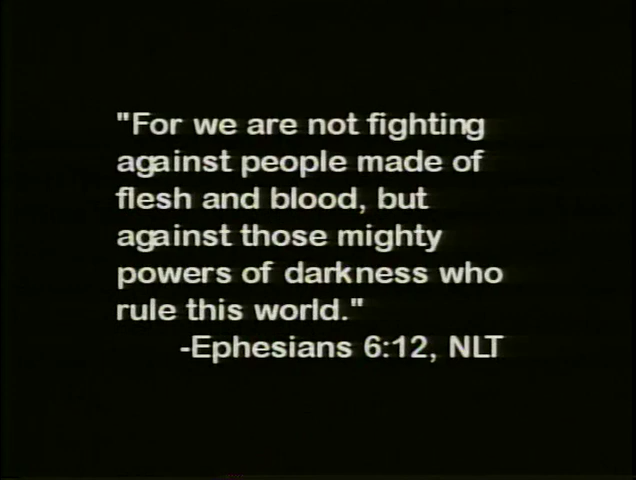 "For we are not fighting
against people made of
flesh and blood, but
against those mighty
powers of darkness who
rule this world."
-Ephesians 6:12, NLT